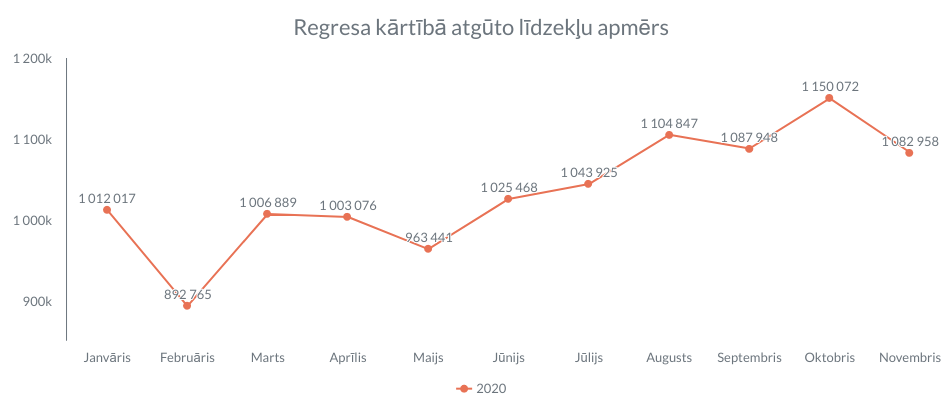 Regresa kārtībā atgūto līdzekļu apmērs
1 200k
1 100k
1 000k
900k
1 012 017
892 765
1 006 889
1 003 076
963 441
1 025 468
1 043 925
1 104 847
1 087 948
1 150 072
1 082 958
Janvāris Februāris Marts Aprīlis Maijs Jūnijs Jūlijs Augusts Septembris Oktobris Novembris
2020